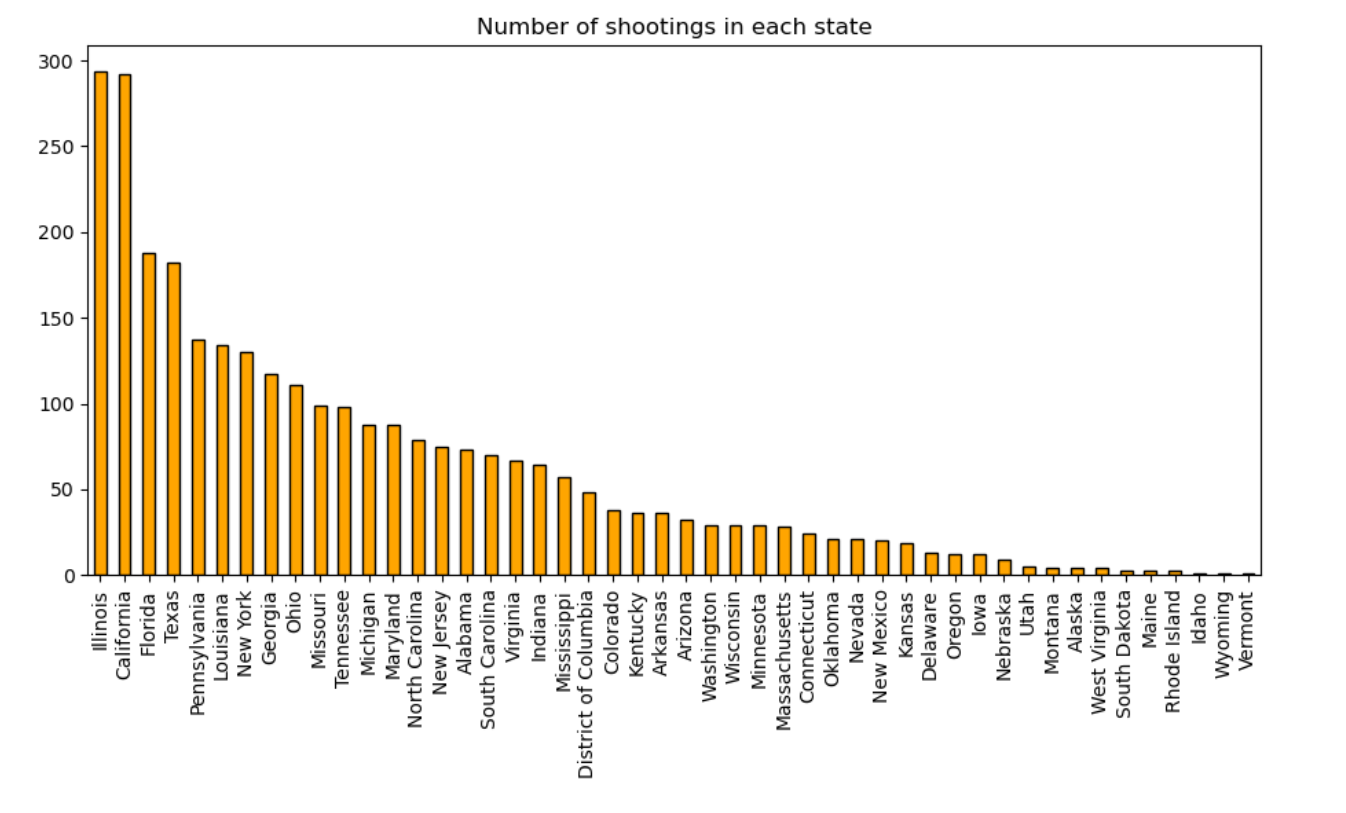 Number of shootings in each state
300
250
200
150
100
50
0
Illinois
California
Florida
Texas
Pennsylvania
Louisiana
New York
Georgia
Ohio
Missouri
Tennessee
Michigan
Maryland
North Carolina
New Jersey
Alabama
South Carolina
Virginia
Indiana
Mississippi
District of Columbia
Colorado
Kentucky
Arkansas
Arizona
Washington
Wisconsin
Minnesota
Massachusetts
Connecticut
Oklahoma
Nevada
New Mexico
Kansas
Delaware
Oregon
Iowa
Nebraska
Utah
Montana
Alaska
West Virginia
South Dakota
Maine
Rhode Island
Idaho
Wyoming
Vermont